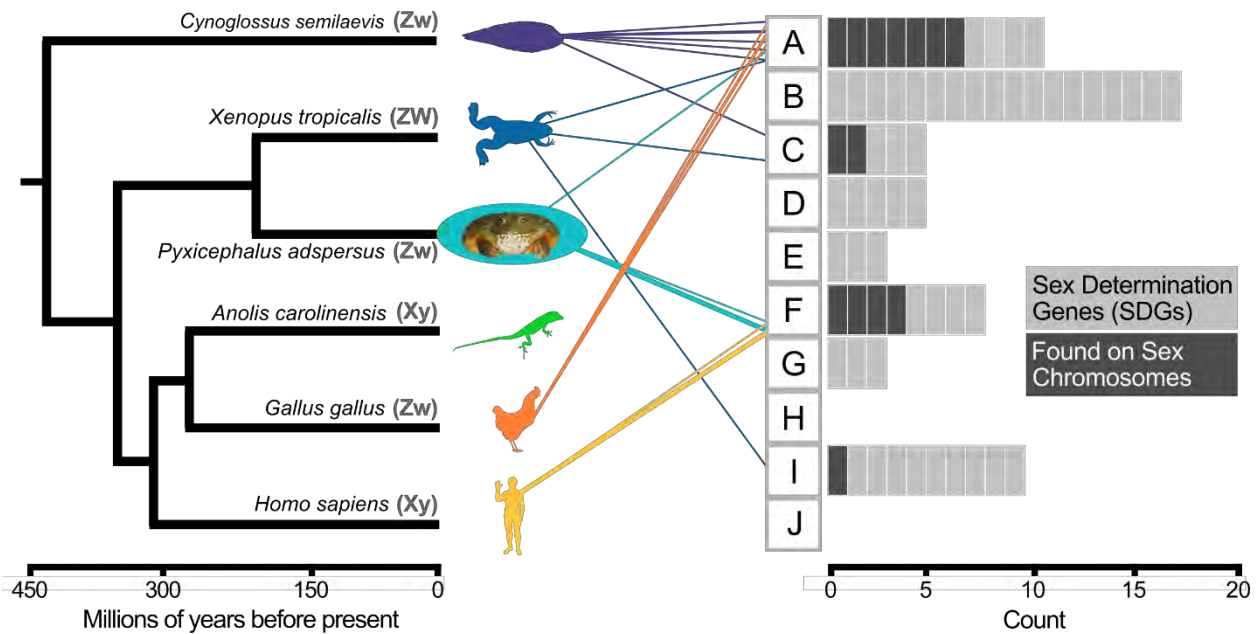 Cynoglossus semilaevis (Zw)
Xenopus tropicalis (ZW)
Pyxicephalus adspersus (Zw)
Anolis carolinensis (Xy)
Gallus gallus (Zw)
Homo sapiens (Xy)
450 300 150 0
Millions of years before present
A
B
C
D
E
F
G
H
I
J
Sex Determination
Genes (SDGs)
Found on Sex
Chromosomes
0 5 10 15 20
Count